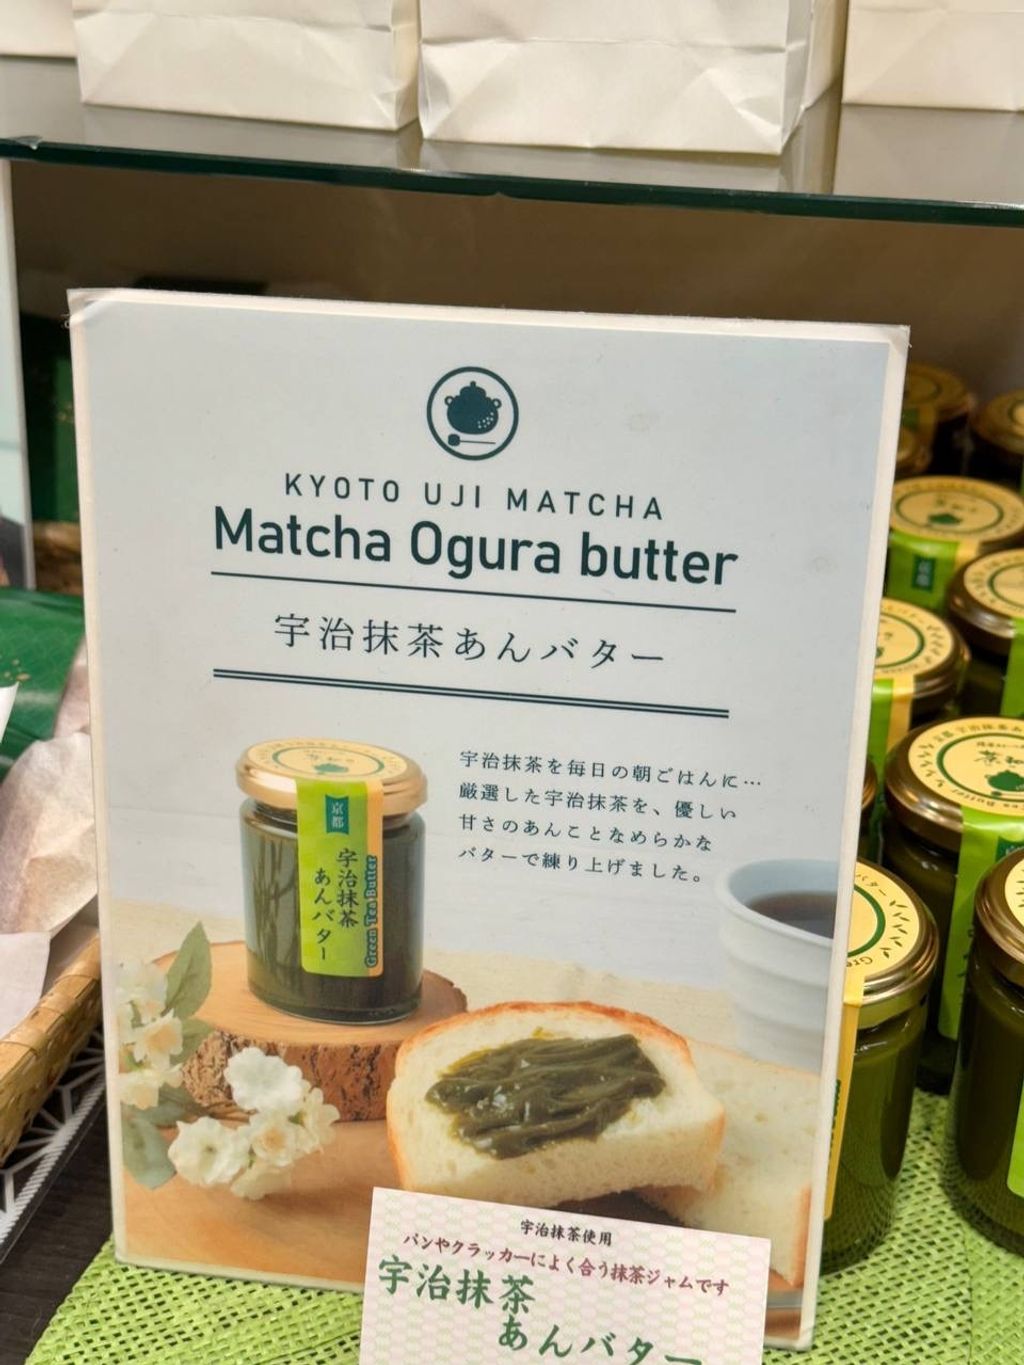 KYOTO UJI MATCHA
Matcha Ogura butter
宇治抹茶あんバター
宇治抹茶を毎日の朝ごはんに…
厳選した宇治抹茶を、優しい
甘さのあんことなめらかな
バターで練り上げました。
京都
宇治抹茶
あんバター
Green Tea Butter
宇治抹茶使用
パンやクラッカーによく合う抹茶ジャムです
宇治抹茶
あんバター